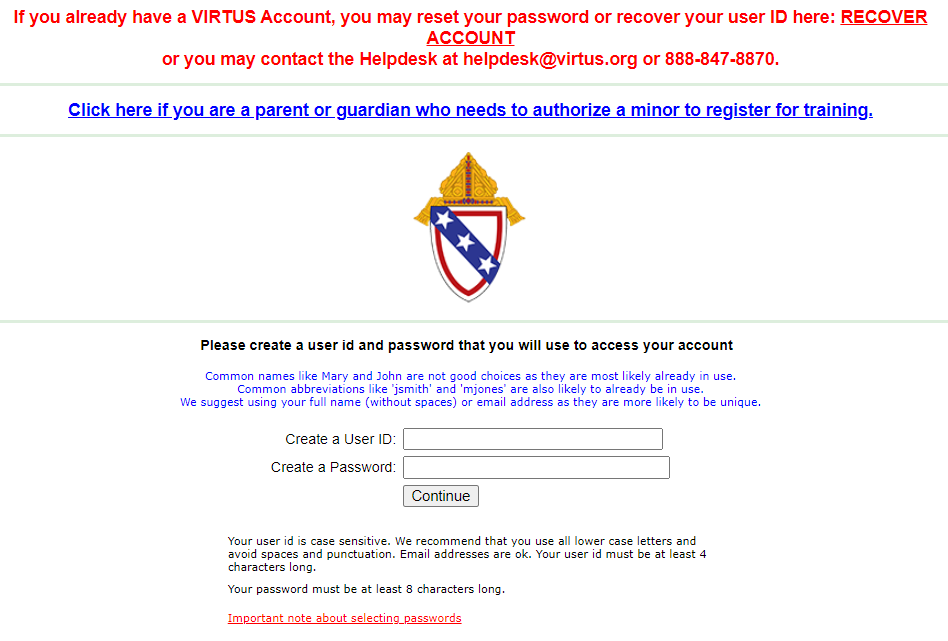 If you already have a VIRTUS Account, you may reset your password or recover your user ID here: RECOVER
ACCOUNT
or you may contact the Helpdesk at helpdesk@virtus.org or 888-847-8870.
Click here if you are a parent or guardian who needs to authorize a minor to register for training.
Please create a user id and password that you will use to access your account
Common names like Mary and John are not good choices as they are most likely already in use.
Common abbreviations like 'jsmith' and 'mjones' are also likely to already be in use.
We suggest using your full name (without spaces) or email address as they are more likely to be unique.
Create a User ID:
Create a Password:
Continue
Your user id is case sensitive. We recommend that you use all lower case letters and
avoid spaces and punctuation. Email addresses are ok. Your user id must be at least 4
characters long.
Your password must be at least 8 characters long.
Important note about selecting passwords